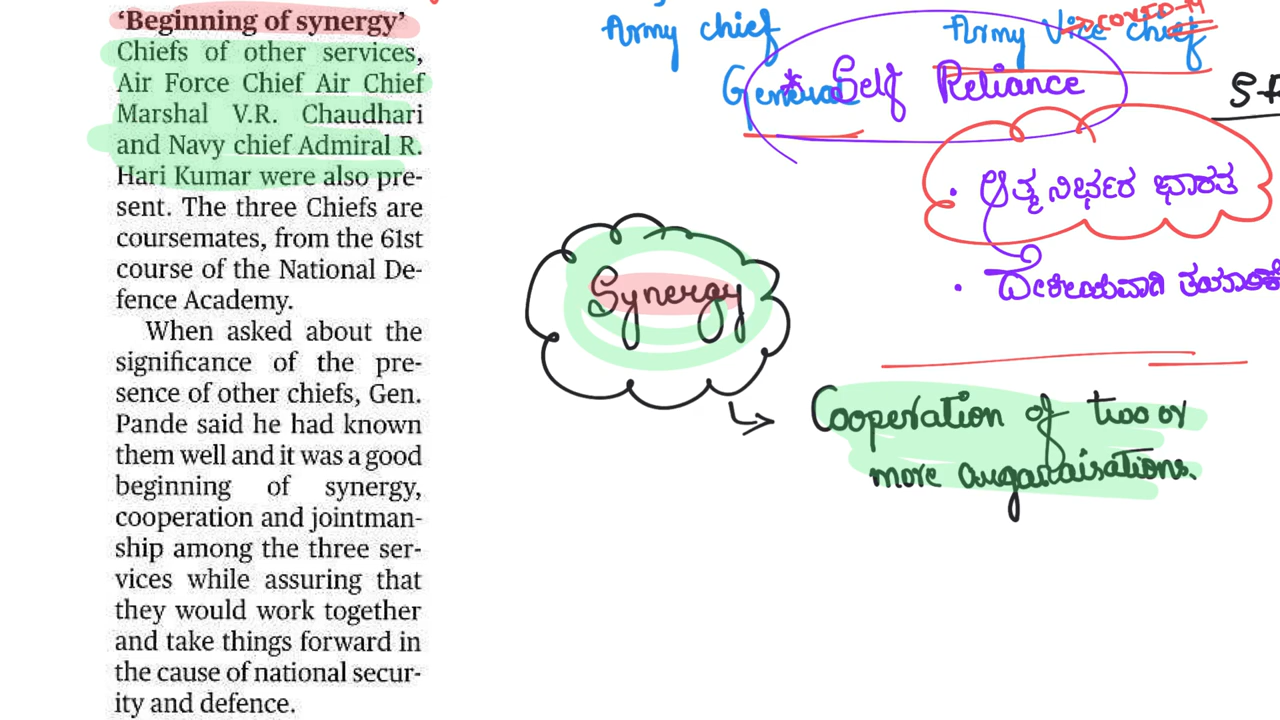 ‘Beginning of synergy’
Chiefs of other services,
Air Force Chief Air Chief
Marshal V.R. Chaudhari
and Navy chief Admiral R.
Hari Kumar were also pre-
sent. The three Chiefs are
coursemates, from the 61st
course of the National De-
fence Academy.
When asked about the
significance of the pre-
sence of other chiefs, Gen.
Pande said he had known
them well and it was a good
beginning of synergy,
cooperation and jointman-
ship among the three ser-
vices while assuring that
they would work together
and take things forward in
the cause of national secur-
ity and defence.
Army chief
General
Army Vice chief
Self Reliance
ಆತ್ಮ ನಿರ್ಭರ ಭಾರತ
Synergy
Cooperation of two or
more auganaisations.